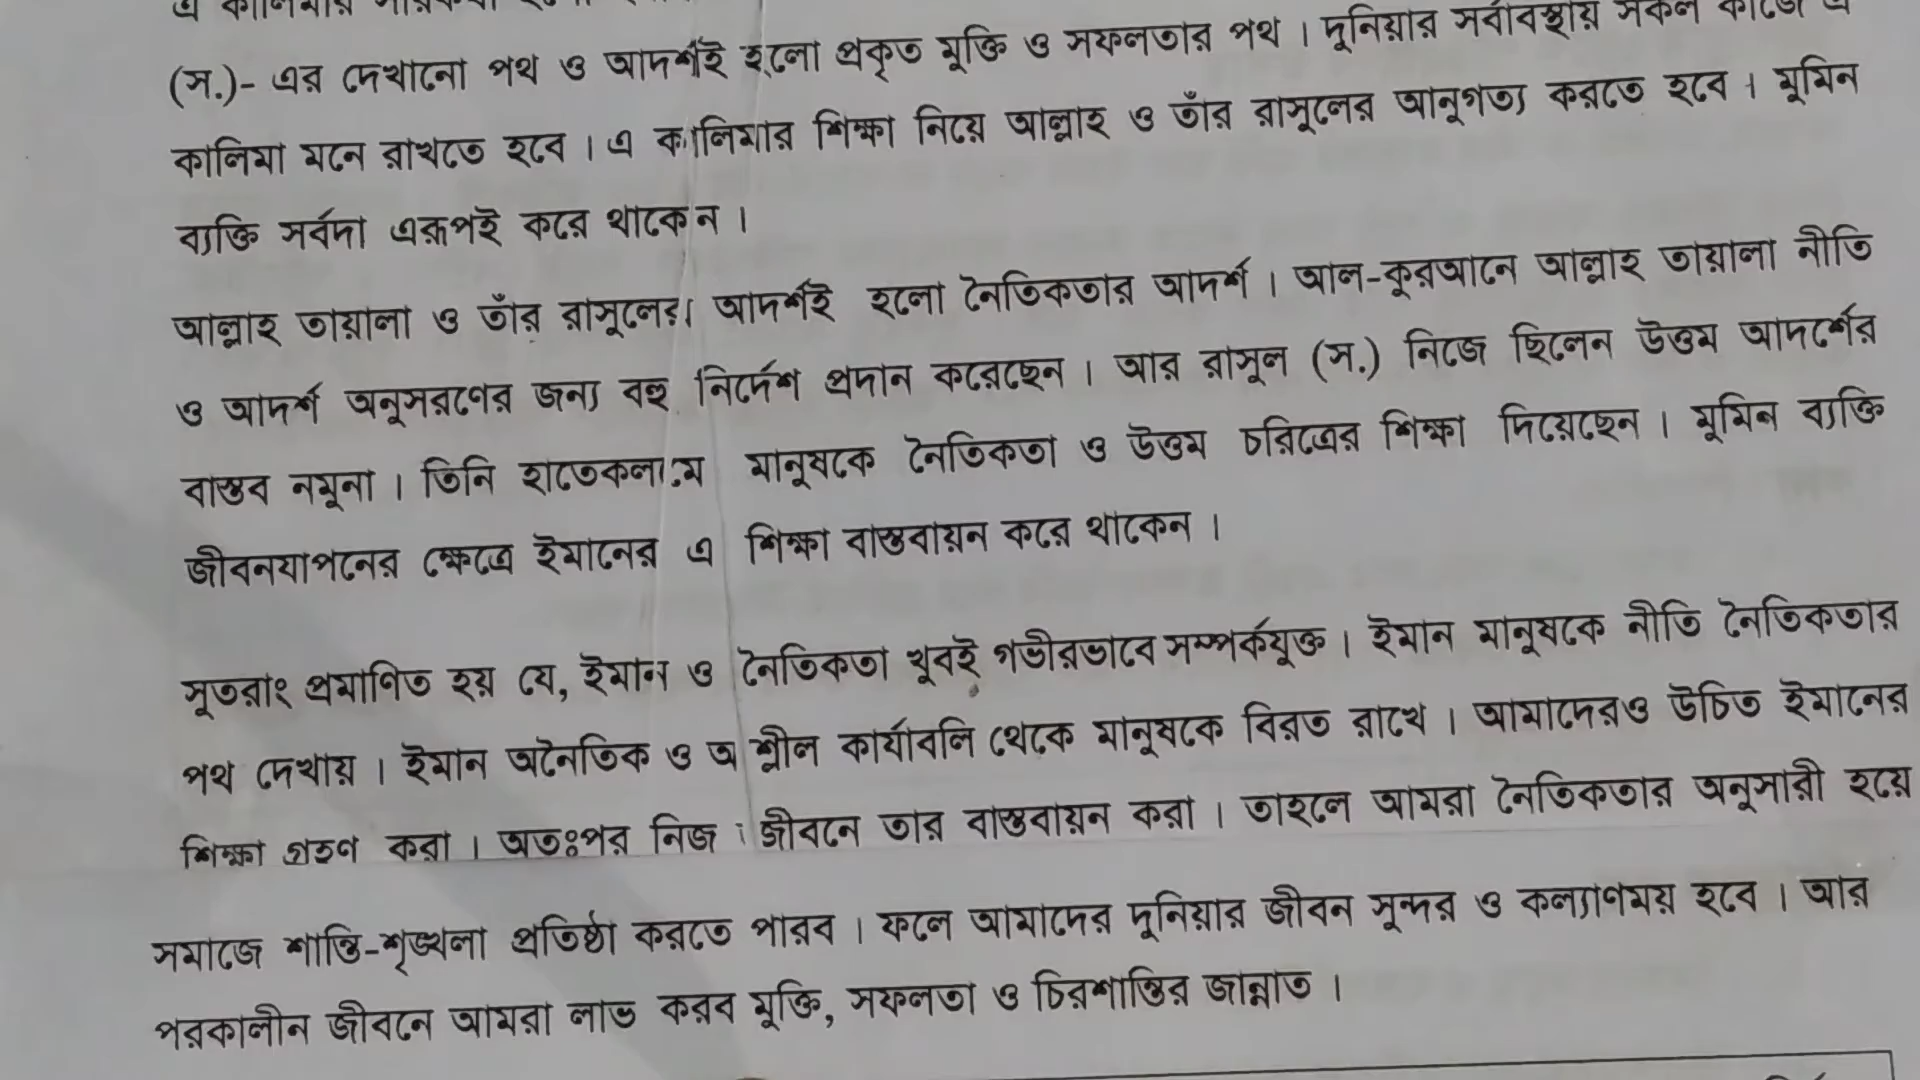 (স.)- এর দেখানো পথ ও আদর্শই হলো প্রকৃত মুক্তি ও সফলতার পথ । দুনিয়ার সর্বাবস্থায় সকল কাজে এ
কালিমা মনে রাখতে হবে । এ কালিমার শিক্ষা নিয়ে আল্লাহ ও তাঁর রাসুলের আনুগত্য করতে হবে । মুমিন
ব্যক্তি সর্বদা এরূপই করে থাকেন ।
আল্লাহ তায়ালা ও তাঁর রাসুলের আদর্শই হলো নৈতিকতার আদর্শ । আল-কুরআনে আল্লাহ তায়ালা নীতি
ও আদর্শ অনুসরণের জন্য বহু নির্দেশ প্রদান করেছেন । আর রাসুল (স.) নিজে ছিলেন উত্তম আদর্শের
বাস্তব নমুনা । তিনি হাতেকলমে মানুষকে নৈতিকতা ও উত্তম চরিত্রের শিক্ষা দিয়েছেন । মুমিন ব্যক্তি
জীবনযাপনের ক্ষেত্রে ইমানের এ শিক্ষা বাস্তবায়ন করে থাকেন ।
সুতরাং প্রমাণিত হয় যে, ইমান ও নৈতিকতা খুবই গভীরভাবে সম্পর্কযুক্ত । ইমান মানুষকে নীতি নৈতিকতার
পথ দেখায় । ইমান অনৈতিক ও অশ্লীল কার্যাবলি থেকে মানুষকে বিরত রাখে । আমাদেরও উচিত ইমানের
শিক্ষা গ্রহণ করা । অতঃপর নিজ জীবনে তার বাস্তবায়ন করা । তাহলে আমরা নৈতিকতার অনুসারী হয়ে
সমাজে শান্তি-শৃঙ্খলা প্রতিষ্ঠা করতে পারব । ফলে আমাদের দুনিয়ার জীবন সুন্দর ও কল্যাণময় হবে । আর
পরকালীন জীবনে আমরা লাভ করব মুক্তি, সফলতা ও চিরশান্তির জান্নাত ।